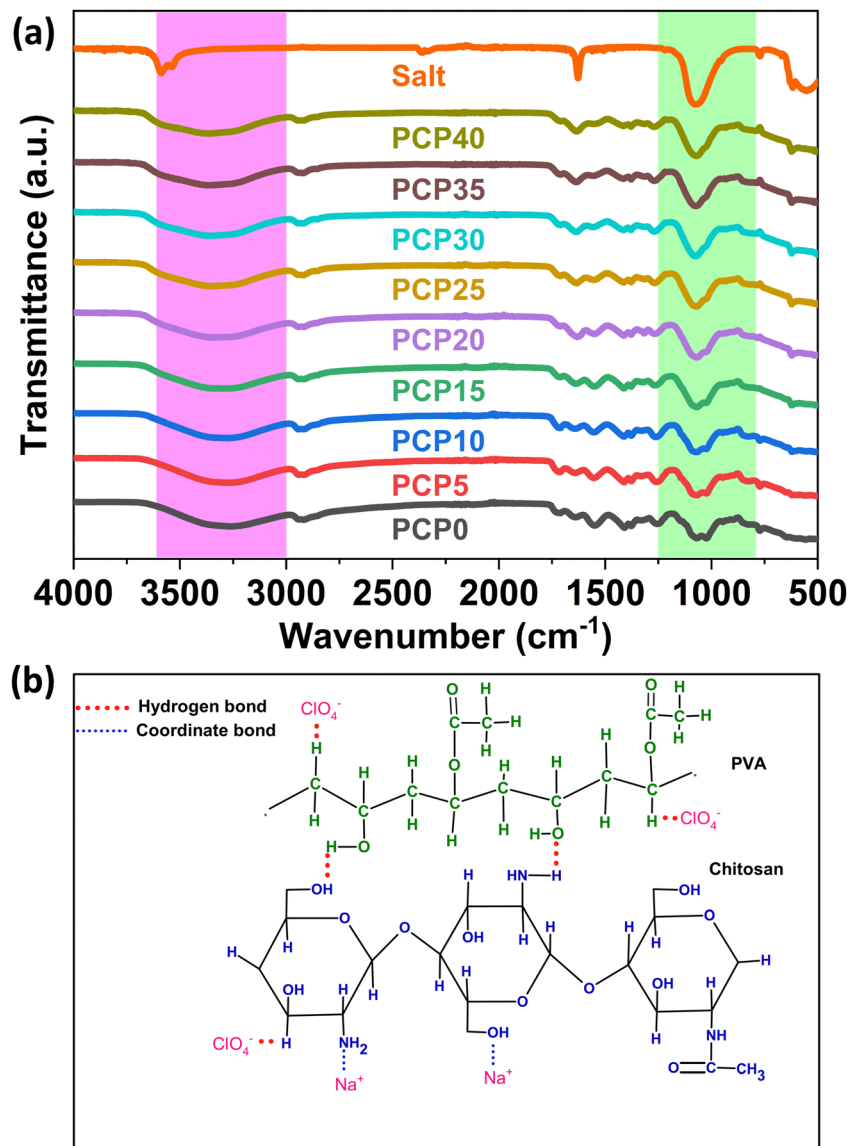 (a)
Transmittance (a.u.)
Salt
PCP40
PCP35
PCP30
PCP25
PCP20
PCP15
PCP10
PCP5
PCP0
4000 3500 3000 2500 2000 1500 1000 500
Wavenumber (cm⁻¹)
(b)
Hydrogen bond
Coordinate bond
ClO₄⁻
O H
C C H
H
O
H H
C C C C C C C C
H H H H H
H O
H O
O H
C C H
H
O
H ClO₄⁻
PVA
Chitosan
OH
O
H
H
OH H
H
ClO₄⁻ H NH₂
Na⁺
O
HN H
H
OH H
H
H H
O
OH
Na⁺
O
OH
O
H H
H
OH H
H NH
O C CH₃